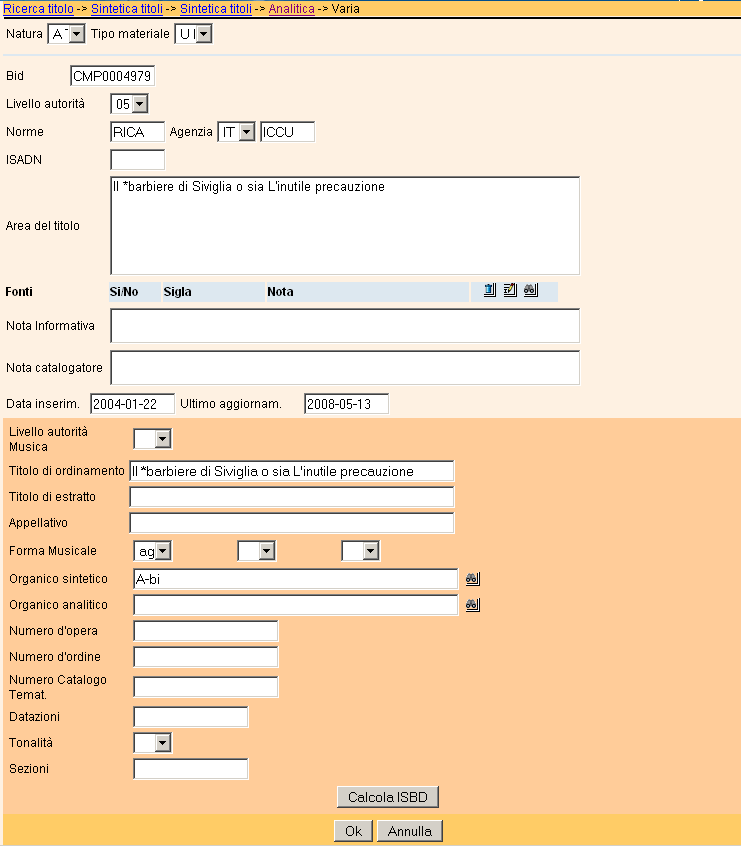 Ricerca titolo -> Sintetica titoli -> Sintetica titoli -> Analitica -> Varia
Natura A Tipo materiale U
Bid CMP0004979
Livello autorità 05
Norme RICA Agenzia IT ICCU
ISADN
Il *barbiere di Siviglia o sia L'inutile precauzione
Area del titolo
Fonti Si/No Sigla Nota
Nota Informativa
Nota catalogatore
Data inserim. 2004-01-22 Ultimo aggiornam. 2008-05-13
Livello autorità
Musica
Titolo di ordinamento Il *barbiere di Siviglia o sia L'inutile precauzione
Titolo di estratto
Appellativo
Forma Musicale ag
Organico sintetico A-bi
Organico analitico
Numero d'opera
Numero d'ordine
Numero Catalogo
Temat.
Datazioni
Tonalità
Sezioni
Calcola ISBD
Ok Annulla